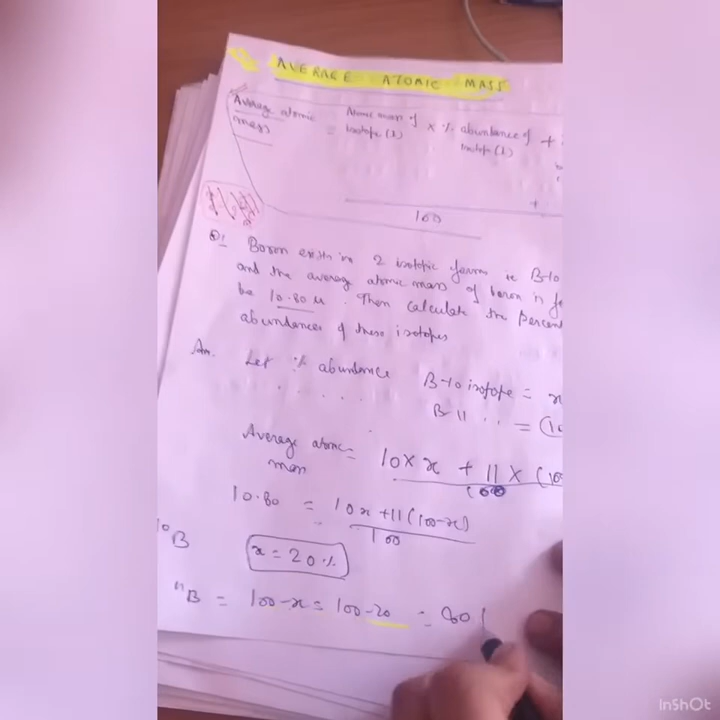 AVERAGE ATOMIC MASS
Average atomic mass = Atomic mass of isotope (1) × % abundance of isotope (1) +
+
100
Q: Boron exists in 2 isotopic forms ie B-10
and the average atomic mass of boron is
be 10.80 u. Then calculate the percent
abundances of these isotopes
An. Let % abundance B-10 isotope = x
. . . . . . B-11 . . = (10
Average atomic mass = 10 × x + 11 × (10
100
10.80 = 10x + 11(100-x)
100
¹⁰B x = 20%
¹¹B = 100-x = 100-20 = 80
InShOt